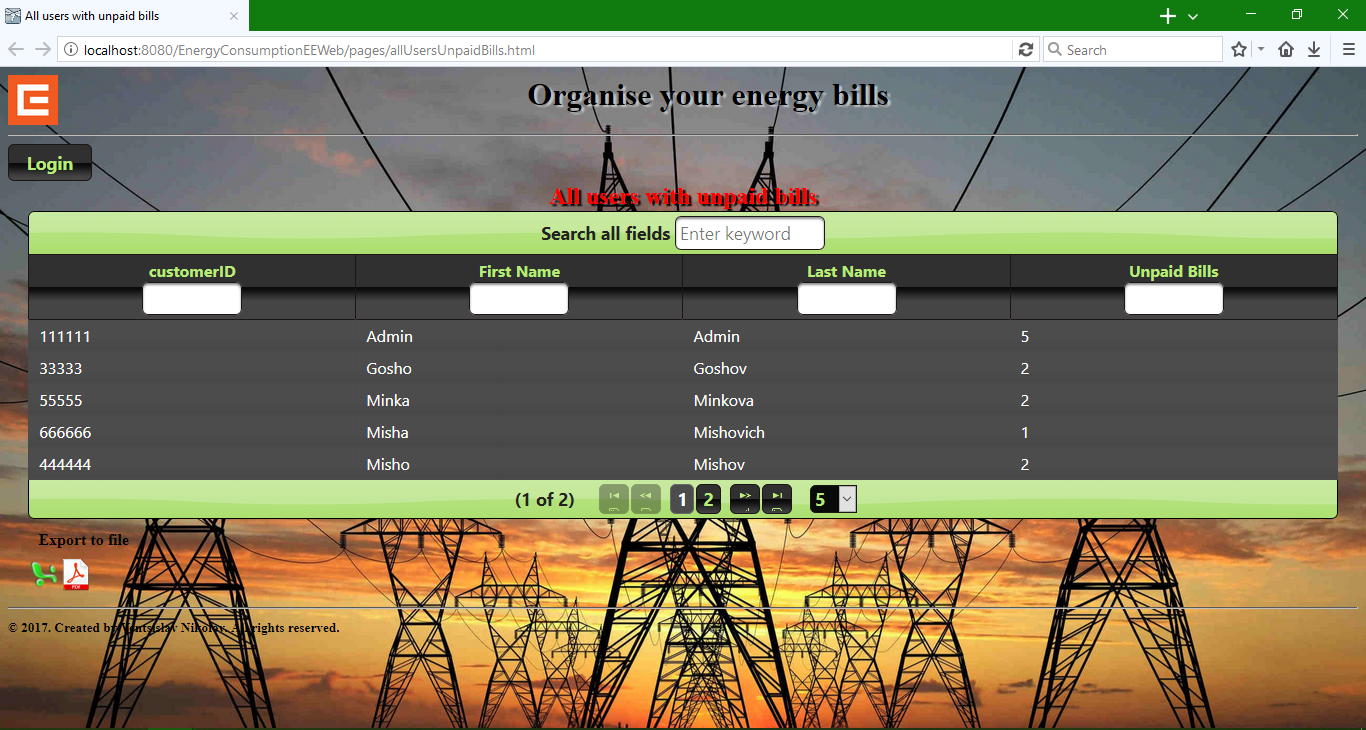 All users with unpaid bills
localhost:8080/EnergyConsumptionEEWeb/pages/allUsersUnpaidBills.html
Search
Organise your energy bills
Login
All users with unpaid bills
Search all fields Enter keyword
customerID First Name Last Name Unpaid Bills
111111 Admin Admin 5
33333 Gosho Goshov 2
55555 Minka Minkova 2
666666 Misha Mishovich 1
444444 Misho Mishov 2
(1 of 2) 1 2 5
Export to file
PDF
© 2017. Created by Ventsislav Nikolov. All rights reserved.